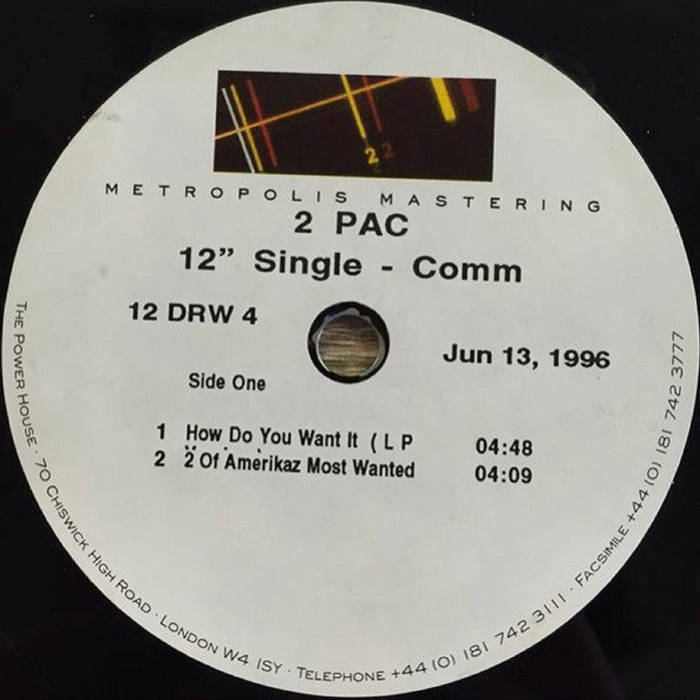 2
2
METROPOLIS MASTERING
2 PAC
12” Single - Comm
12 DRW 4
Jun 13, 1996
Side One
1 How Do You Want It ( L P 04:48
2 2 Of Amerikaz Most Wanted 04:09
THE POWER HOUSE · 70 CHISWICK HIGH ROAD · LONDON W4 1SY · TELEPHONE +44 (0) 181 742 3111 · FACSIMILE +44 (0) 181 742 3777